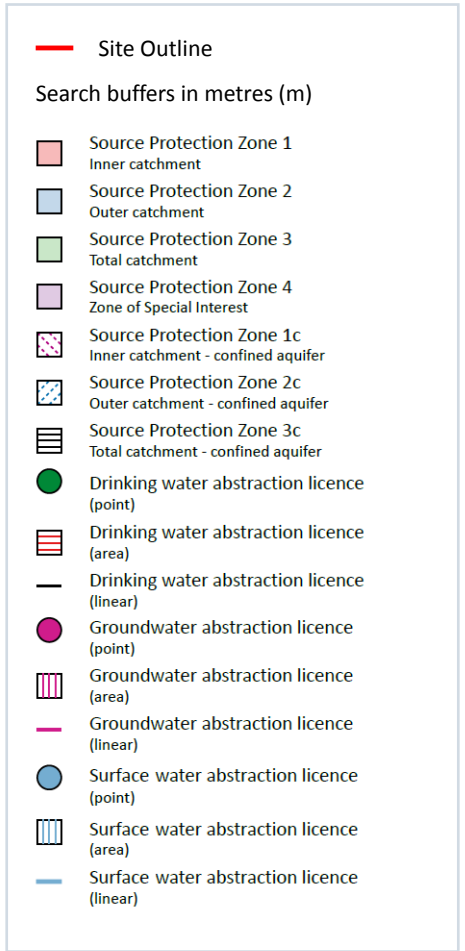 Site Outline
Search buffers in metres (m)
Source Protection Zone 1
Inner catchment
Source Protection Zone 2
Outer catchment
Source Protection Zone 3
Total catchment
Source Protection Zone 4
Zone of Special Interest
Source Protection Zone 1c
Inner catchment - confined aquifer
Source Protection Zone 2c
Outer catchment - confined aquifer
Source Protection Zone 3c
Total catchment - confined aquifer
Drinking water abstraction licence
(point)
Drinking water abstraction licence
(area)
Drinking water abstraction licence
(linear)
Groundwater abstraction licence
(point)
Groundwater abstraction licence
(area)
Groundwater abstraction licence
(linear)
Surface water abstraction licence
(point)
Surface water abstraction licence
(area)
Surface water abstraction licence
(linear)